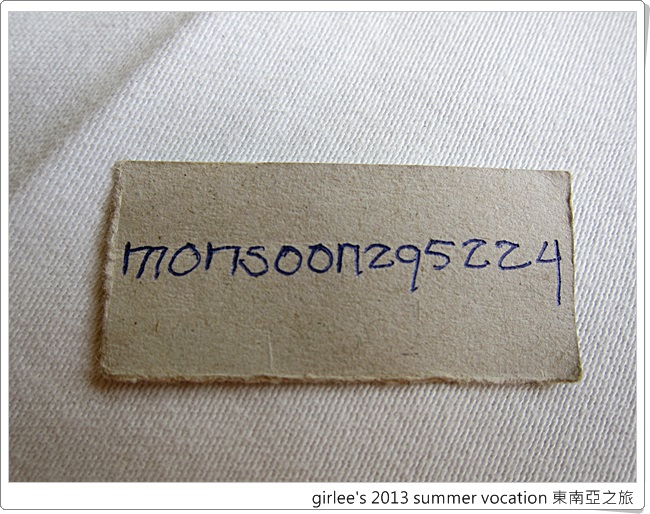 monsoon295224
girlee's 2013 summer vocation 東南亞之旅